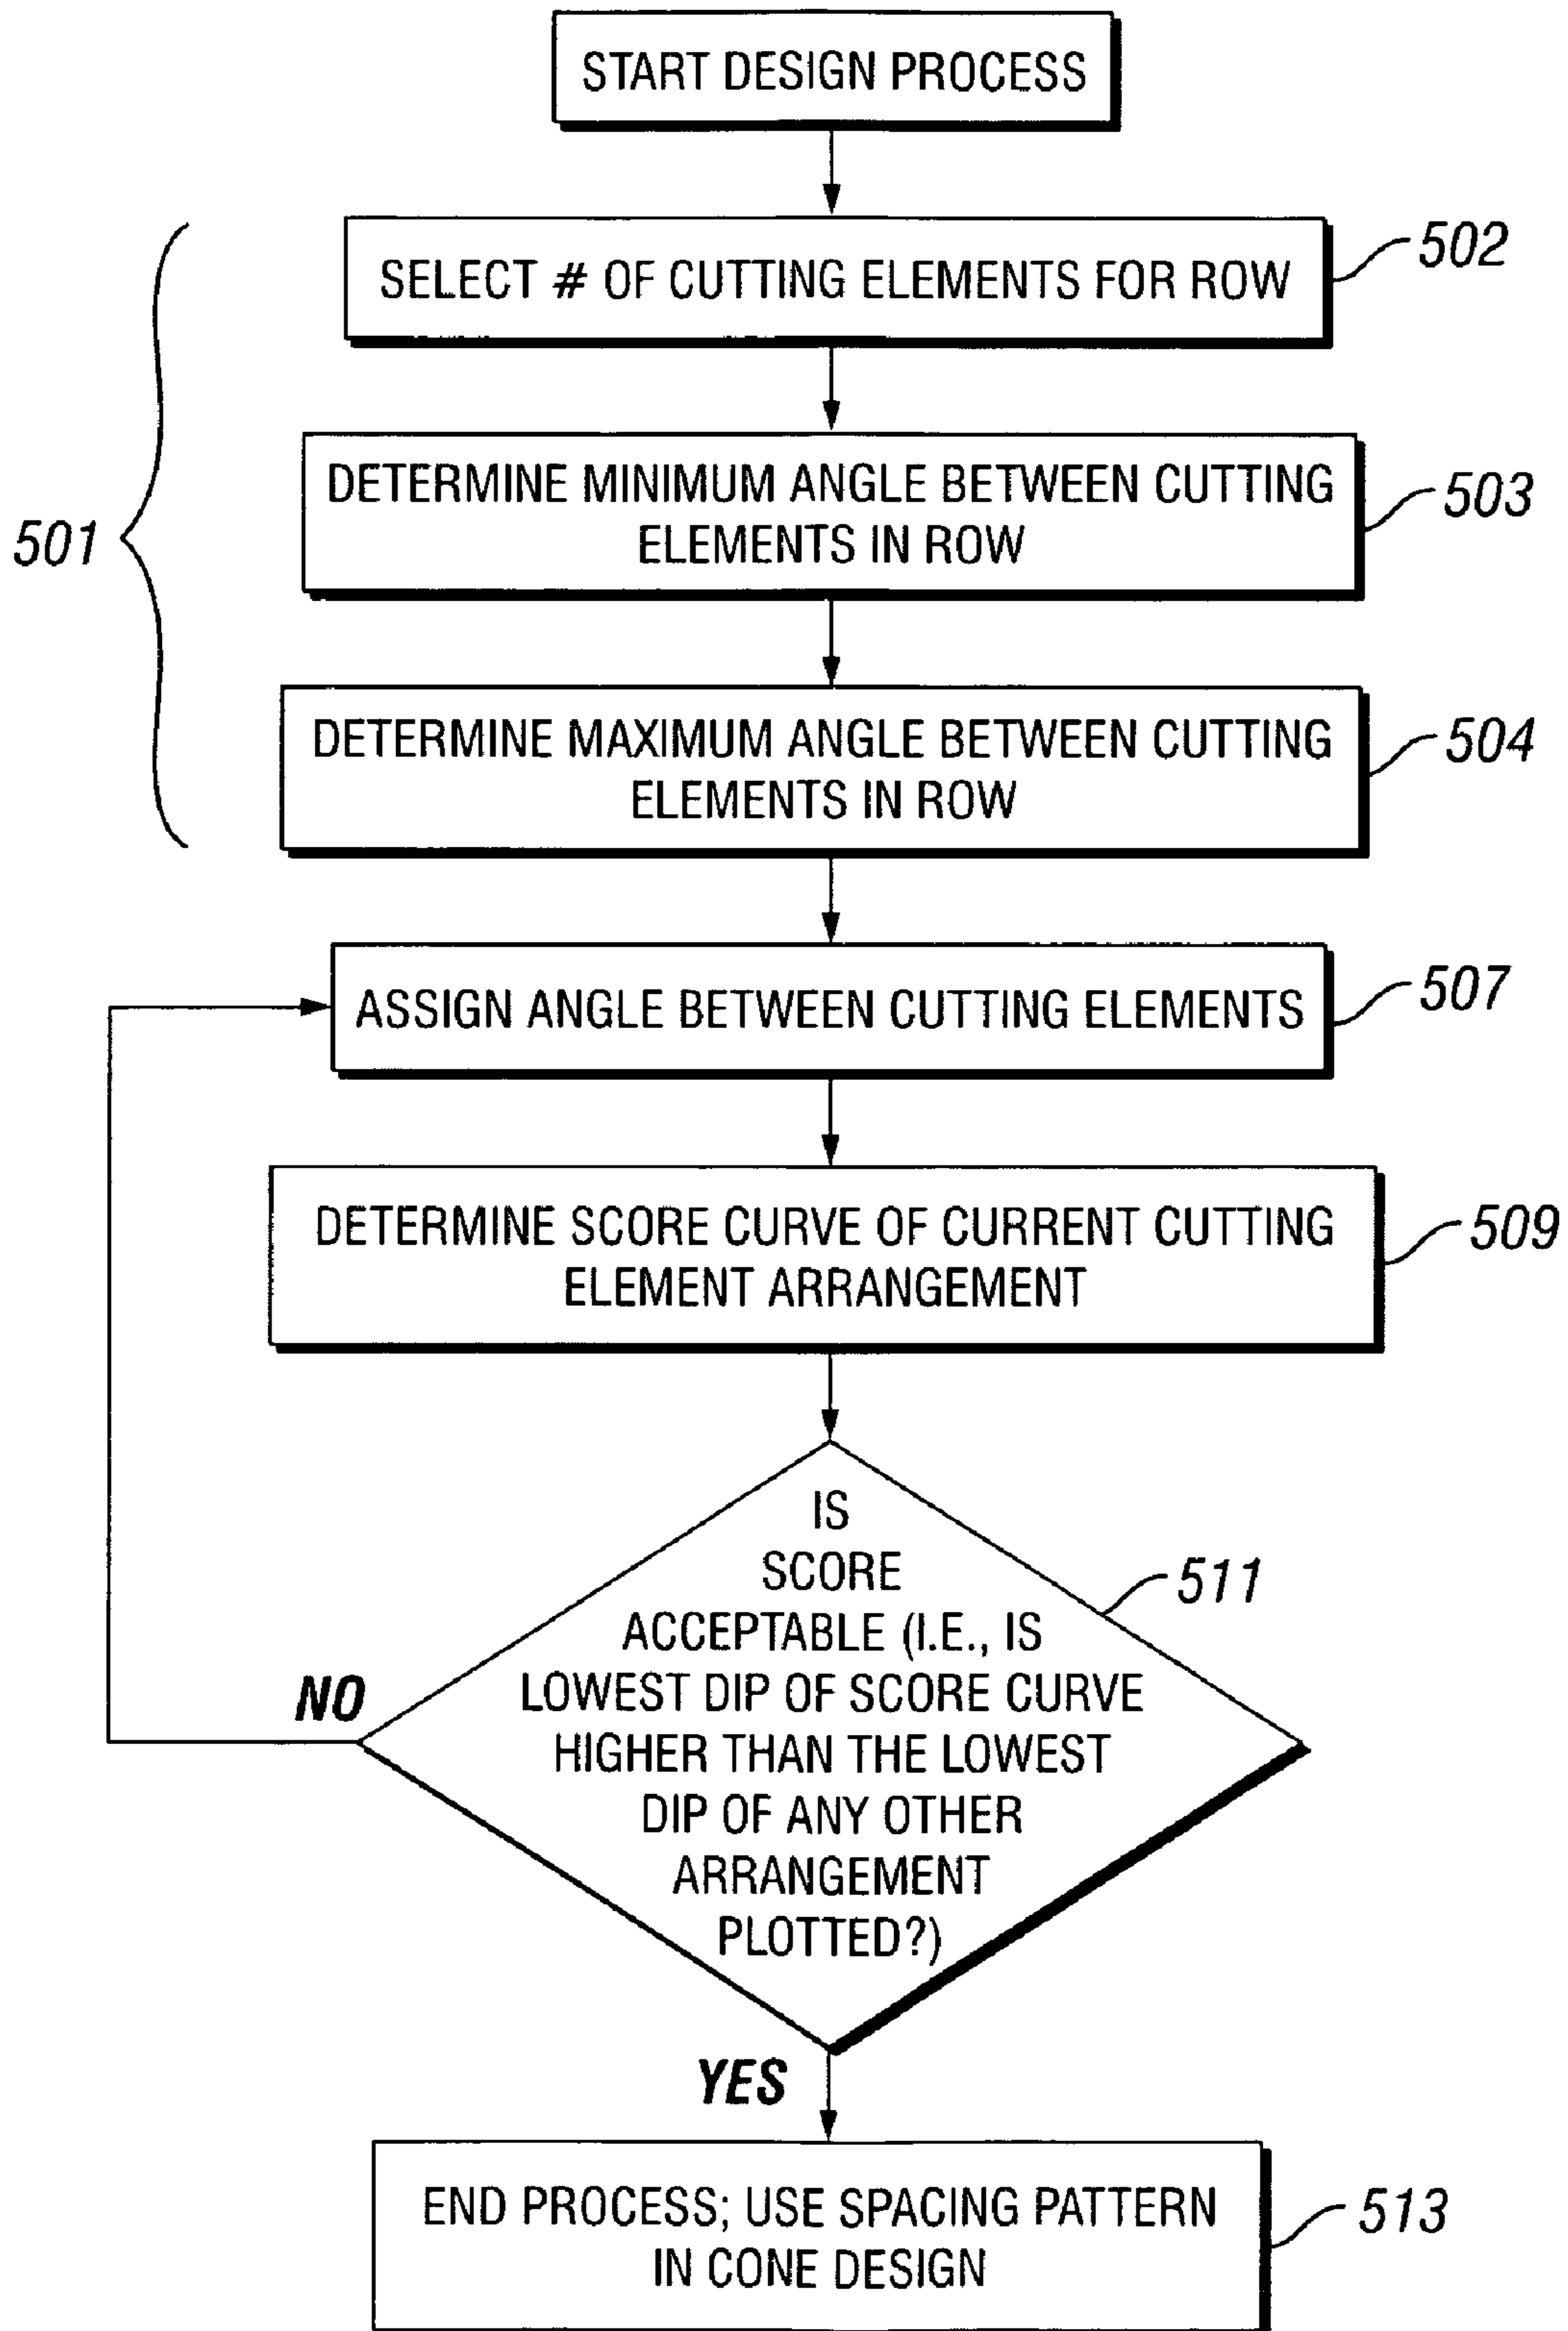 START DESIGN PROCESS
SELECT # OF CUTTING ELEMENTS FOR ROW
502
DETERMINE MINIMUM ANGLE BETWEEN CUTTING
ELEMENTS IN ROW
503
501
DETERMINE MAXIMUM ANGLE BETWEEN CUTTING
ELEMENTS IN ROW
504
ASSIGN ANGLE BETWEEN CUTTING ELEMENTS
507
DETERMINE SCORE CURVE OF CURRENT CUTTING
ELEMENT ARRANGEMENT
509
IS
SCORE
ACCEPTABLE (I.E., IS
LOWEST DIP OF SCORE CURVE
HIGHER THAN THE LOWEST
DIP OF ANY OTHER
ARRANGEMENT
PLOTTED?)
511
NO
YES
END PROCESS; USE SPACING PATTERN
IN CONE DESIGN
513